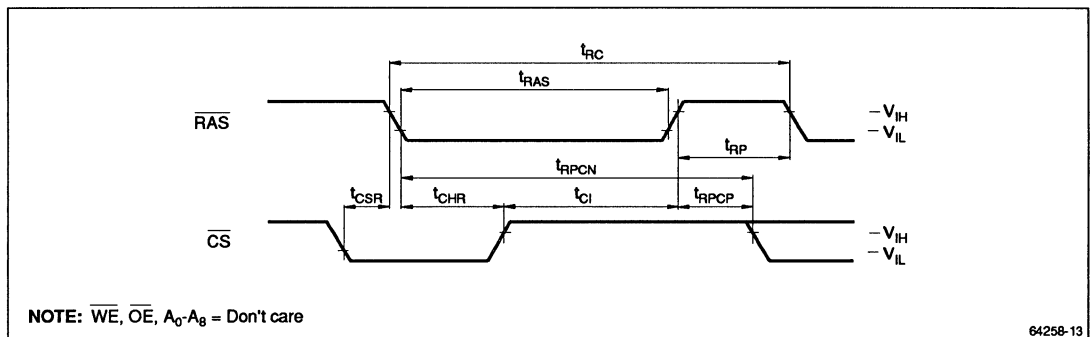 tRC
tRAS
RAS
– VIH
– VIL
tRP
tRPCN
tCSR
tCHR
tCI
tRPCP
CS
– VIH
– VIL
NOTE: WE, OE, A0-A8 = Don't care
64258-13